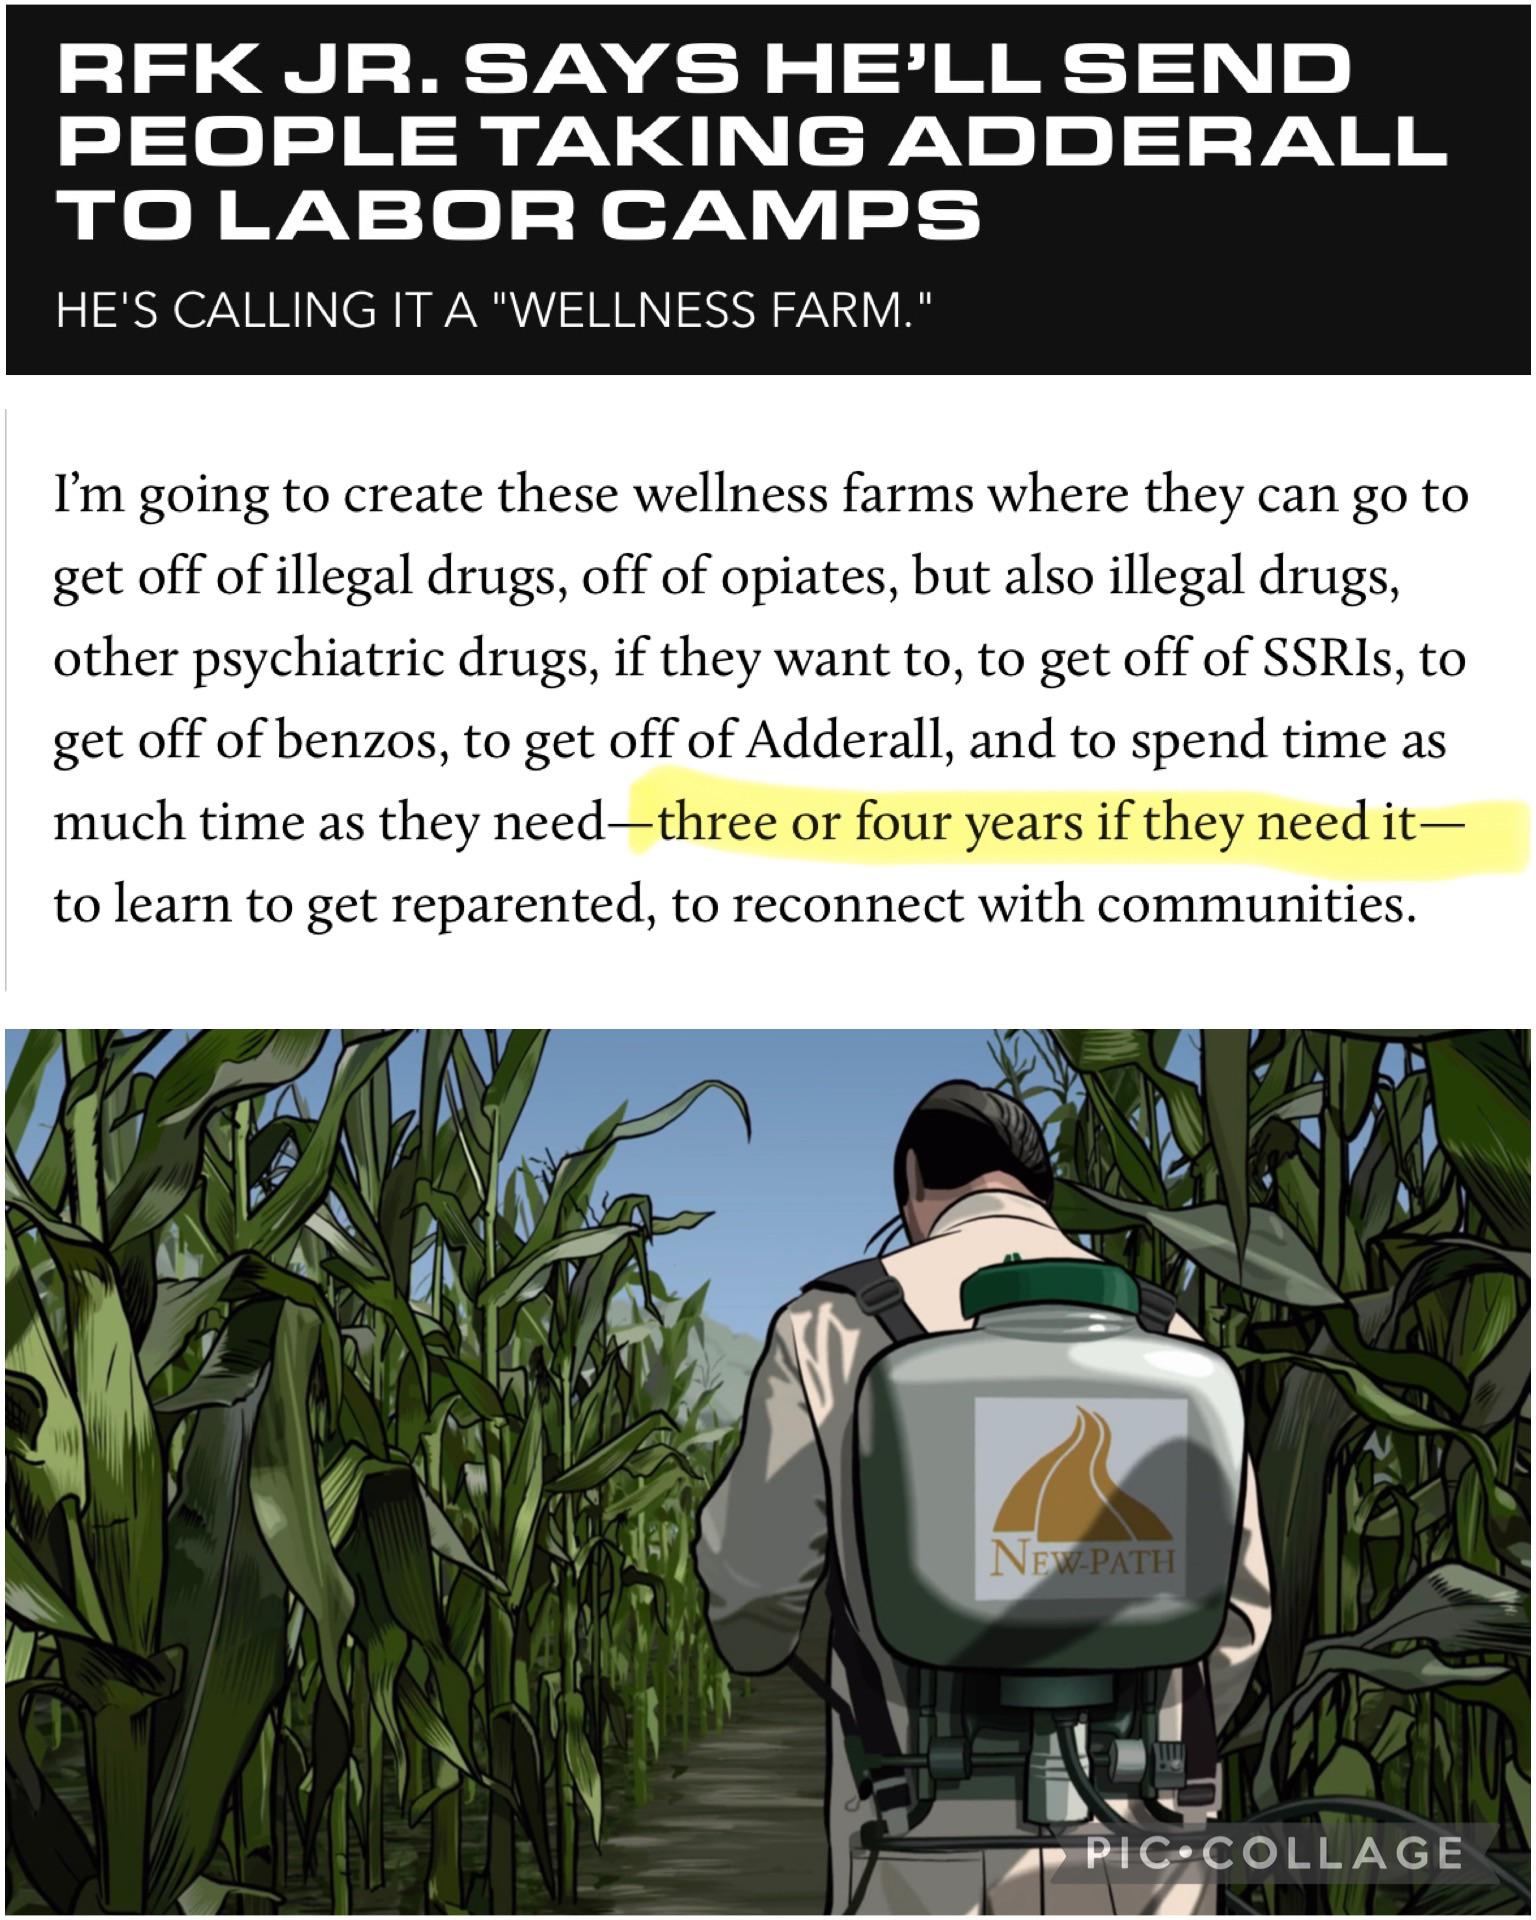 RFK JR. SAYS HE’LL SEND
PEOPLE TAKING ADDERALL
TO LABOR CAMPS
HE'S CALLING IT A "WELLNESS FARM."
I’m going to create these wellness farms where they can go to
get off of illegal drugs, off of opiates, but also illegal drugs,
other psychiatric drugs, if they want to, to get off of SSRIs, to
get off of benzos, to get off of Adderall, and to spend time as
much time as they need—three or four years if they need it—
to learn to get reparented, to reconnect with communities.
NEW-PATH
PIC•COLLAGE